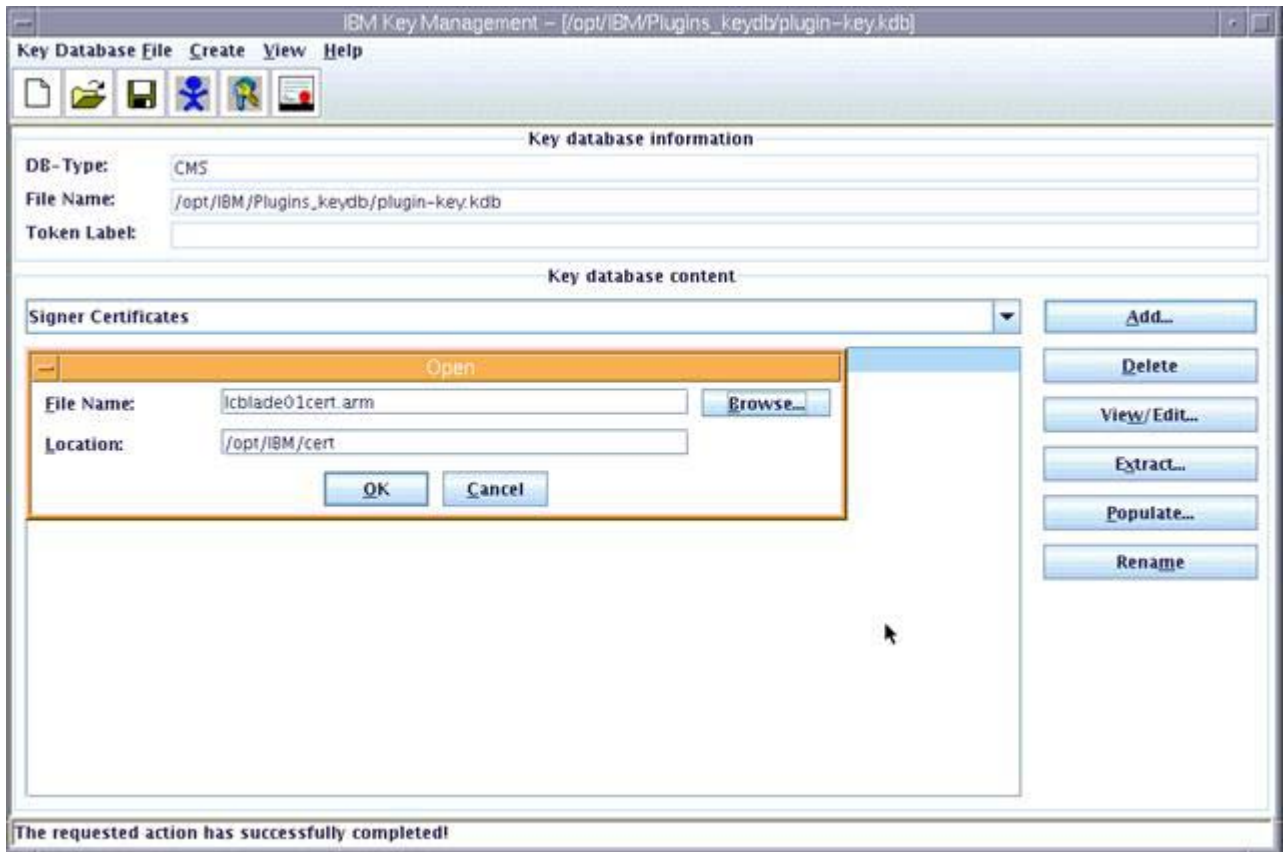 IBM Key Management – [/opt/IBM/Plugins_keydb/plugin-key.kdb]
Key Database File Create View Help
Key database information
DB-Type: CMS
File Name: /opt/IBM/Plugins_keydb/plugin-key.kdb
Token Label:
Key database content
Signer Certificates
Add...
Open
Delete
File Name: lcblade01cert.arm Browse...
View/Edit...
Location: /opt/IBM/cert
Extract...
OK Cancel
Populate...
Rename
The requested action has successfully completed!